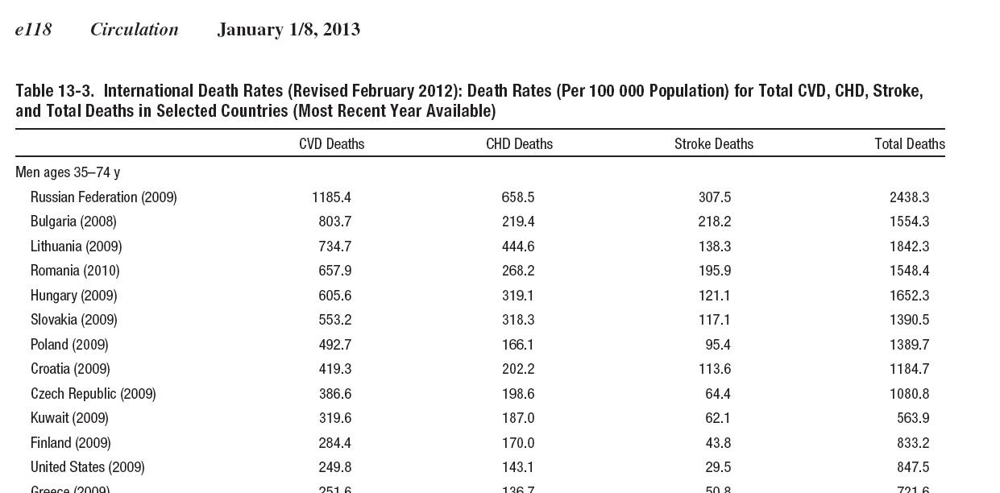 e118 Circulation January 1/8, 2013
Table 13-3. International Death Rates (Revised February 2012): Death Rates (Per 100 000 Population) for Total CVD, CHD, Stroke,
and Total Deaths in Selected Countries (Most Recent Year Available)
CVD Deaths CHD Deaths Stroke Deaths Total Deaths
Men ages 35–74 y
Russian Federation (2009) 1185.4 658.5 307.5 2438.3
Bulgaria (2008) 803.7 219.4 218.2 1554.3
Lithuania (2009) 734.7 444.6 138.3 1842.3
Romania (2010) 657.9 268.2 195.9 1548.4
Hungary (2009) 605.6 319.1 121.1 1652.3
Slovakia (2009) 553.2 318.3 117.1 1390.5
Poland (2009) 492.7 166.1 95.4 1389.7
Croatia (2009) 419.3 202.2 113.6 1184.7
Czech Republic (2009) 386.6 198.6 64.4 1080.8
Kuwait (2009) 319.6 187.0 62.1 563.9
Finland (2009) 284.4 170.0 43.8 833.2
United States (2009) 249.8 143.1 29.5 847.5
Greece (2009) 251.6 136.7 50.8 721.6